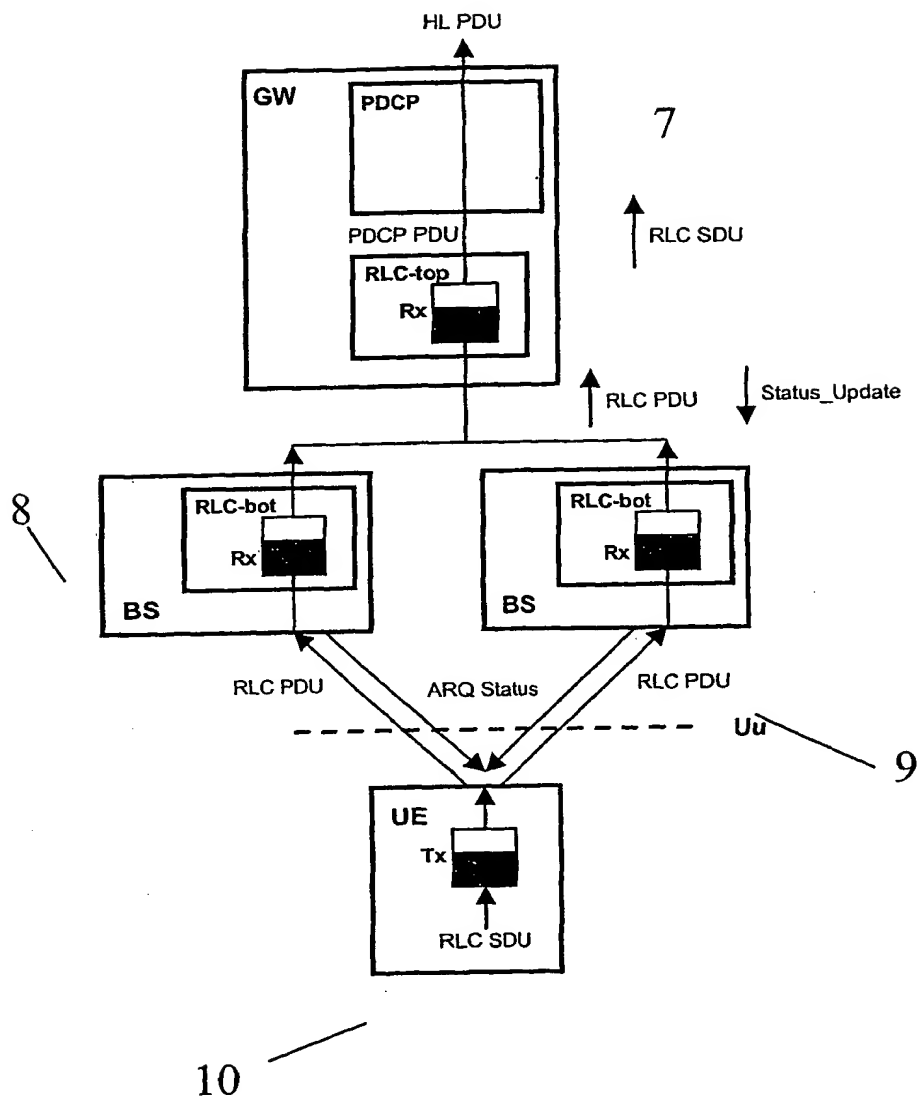 HL PDU
GW
PDCP
7
RLC SDU
PDCP PDU
RLC-top
Rx
RLC PDU
Status_Update
8
RLC-bot
Rx
BS
RLC-bot
Rx
BS
RLC PDU
ARQ Status
RLC PDU
Uu
9
UE
Tx
RLC SDU
10